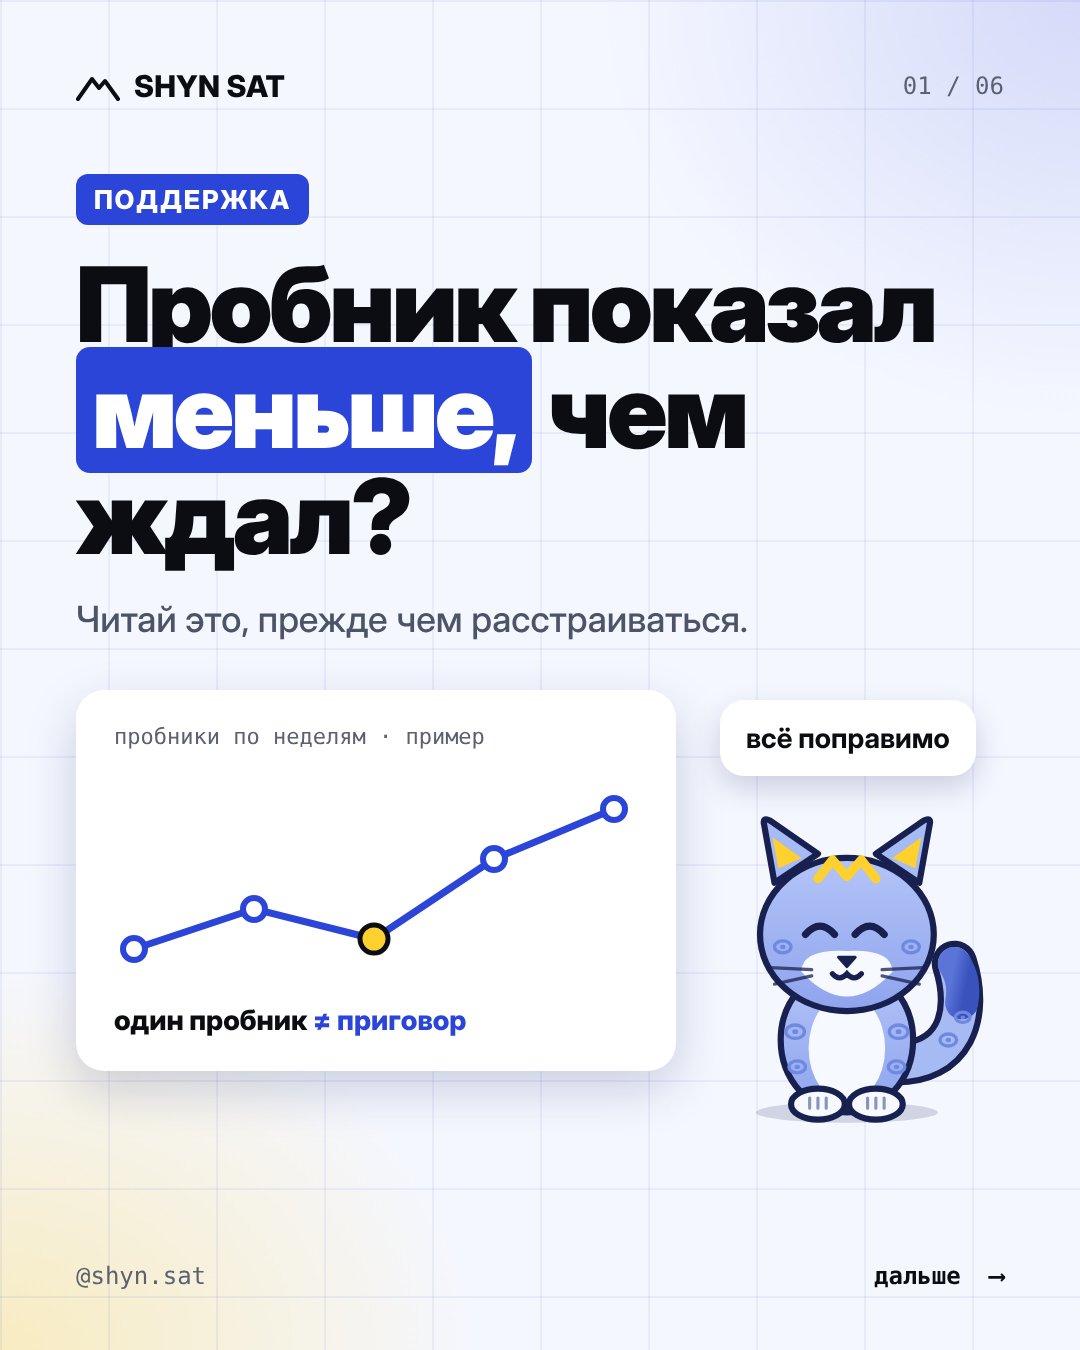 SHYN SAT
01 / 06
ПОДДЕРЖКА
Пробник показал
меньше, чем
ждал?
Читай это, прежде чем расстраиваться.
пробники по неделям · пример
всё поправимо
один пробник ≠ приговор
@shyn.sat
дальше →